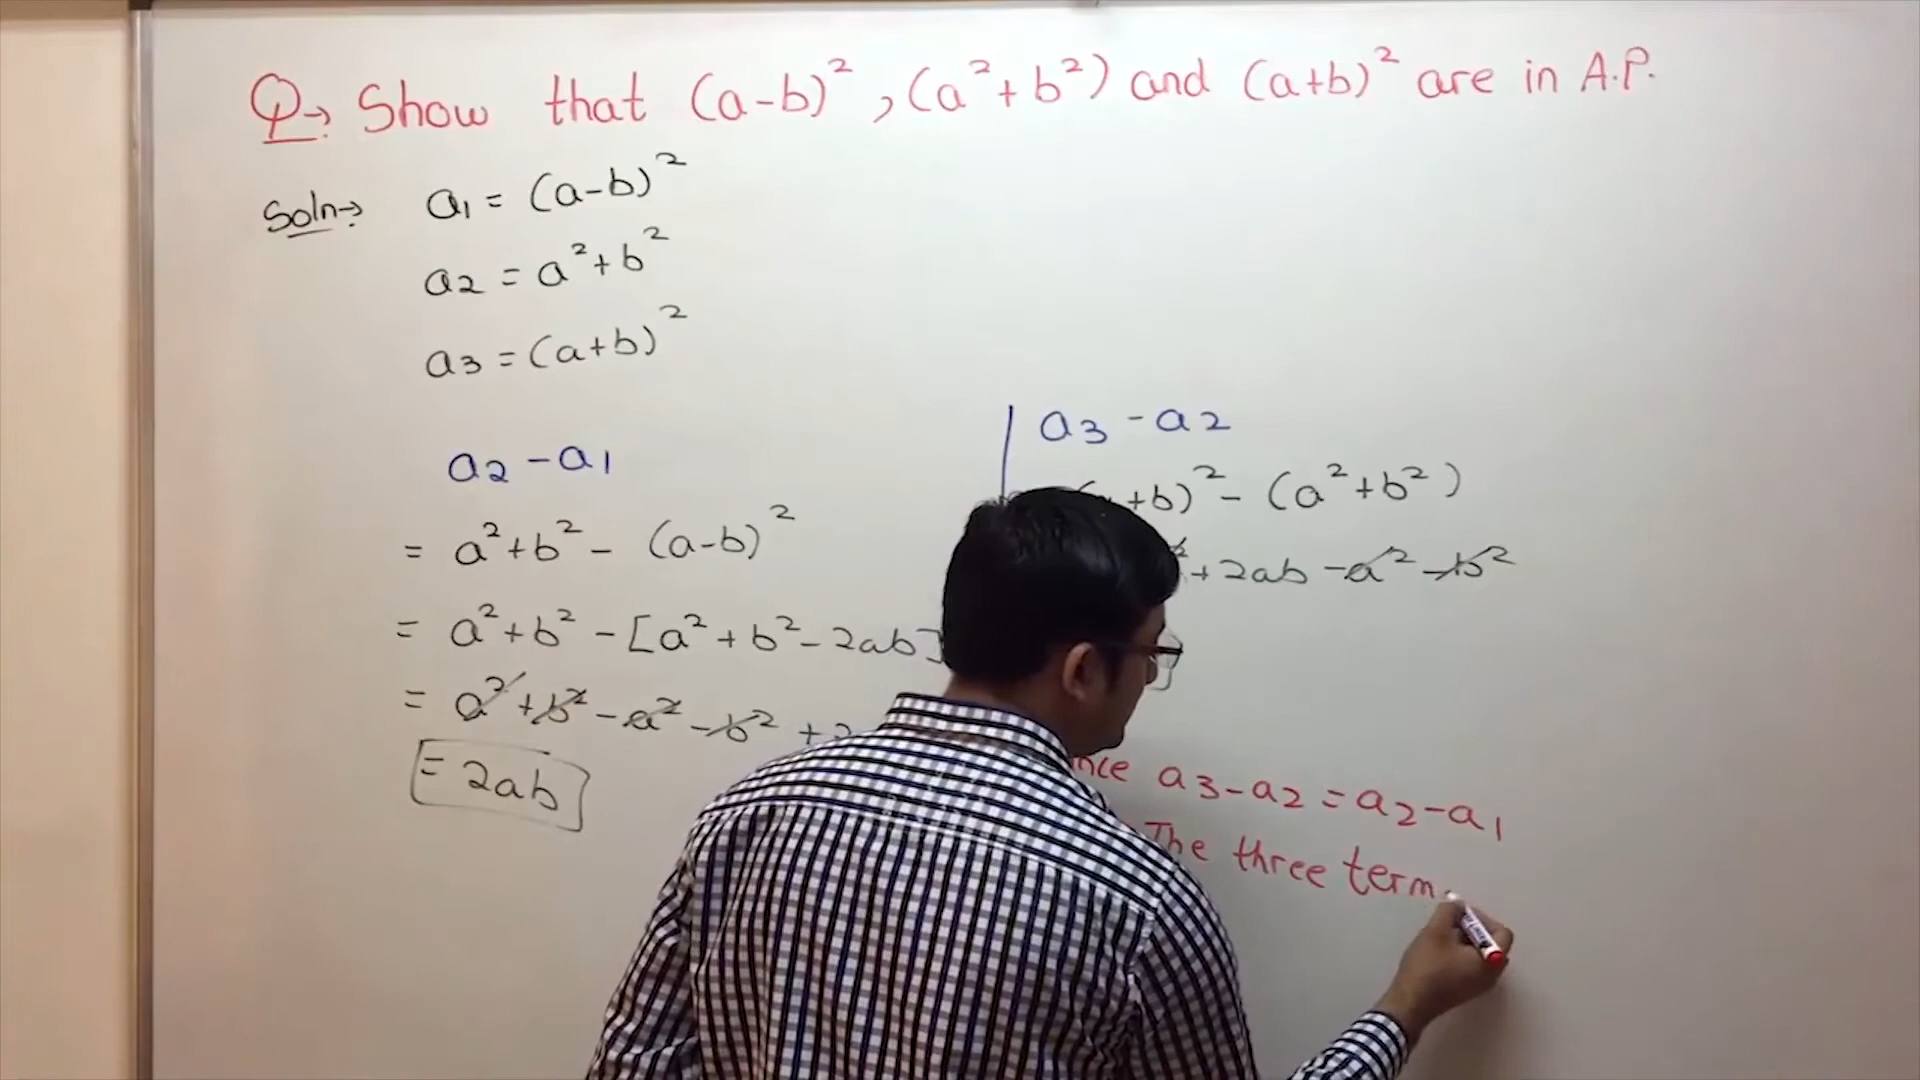 Q→ Show that (a-b)², (a²+b²) and (a+b)² are in A.P.
Soln→ a1 = (a-b)²
a2 = a²+b²
a3 = (a+b)²
a2 - a1
= a²+b² - (a-b)²
= a²+b² - [a²+b²-2ab]
= a²+b²-a²-b²+2
= 2ab
a3 - a2
+b)² - (a²+b²)
+2ab -a²-b²
a3-a2 = a2-a1
The three term